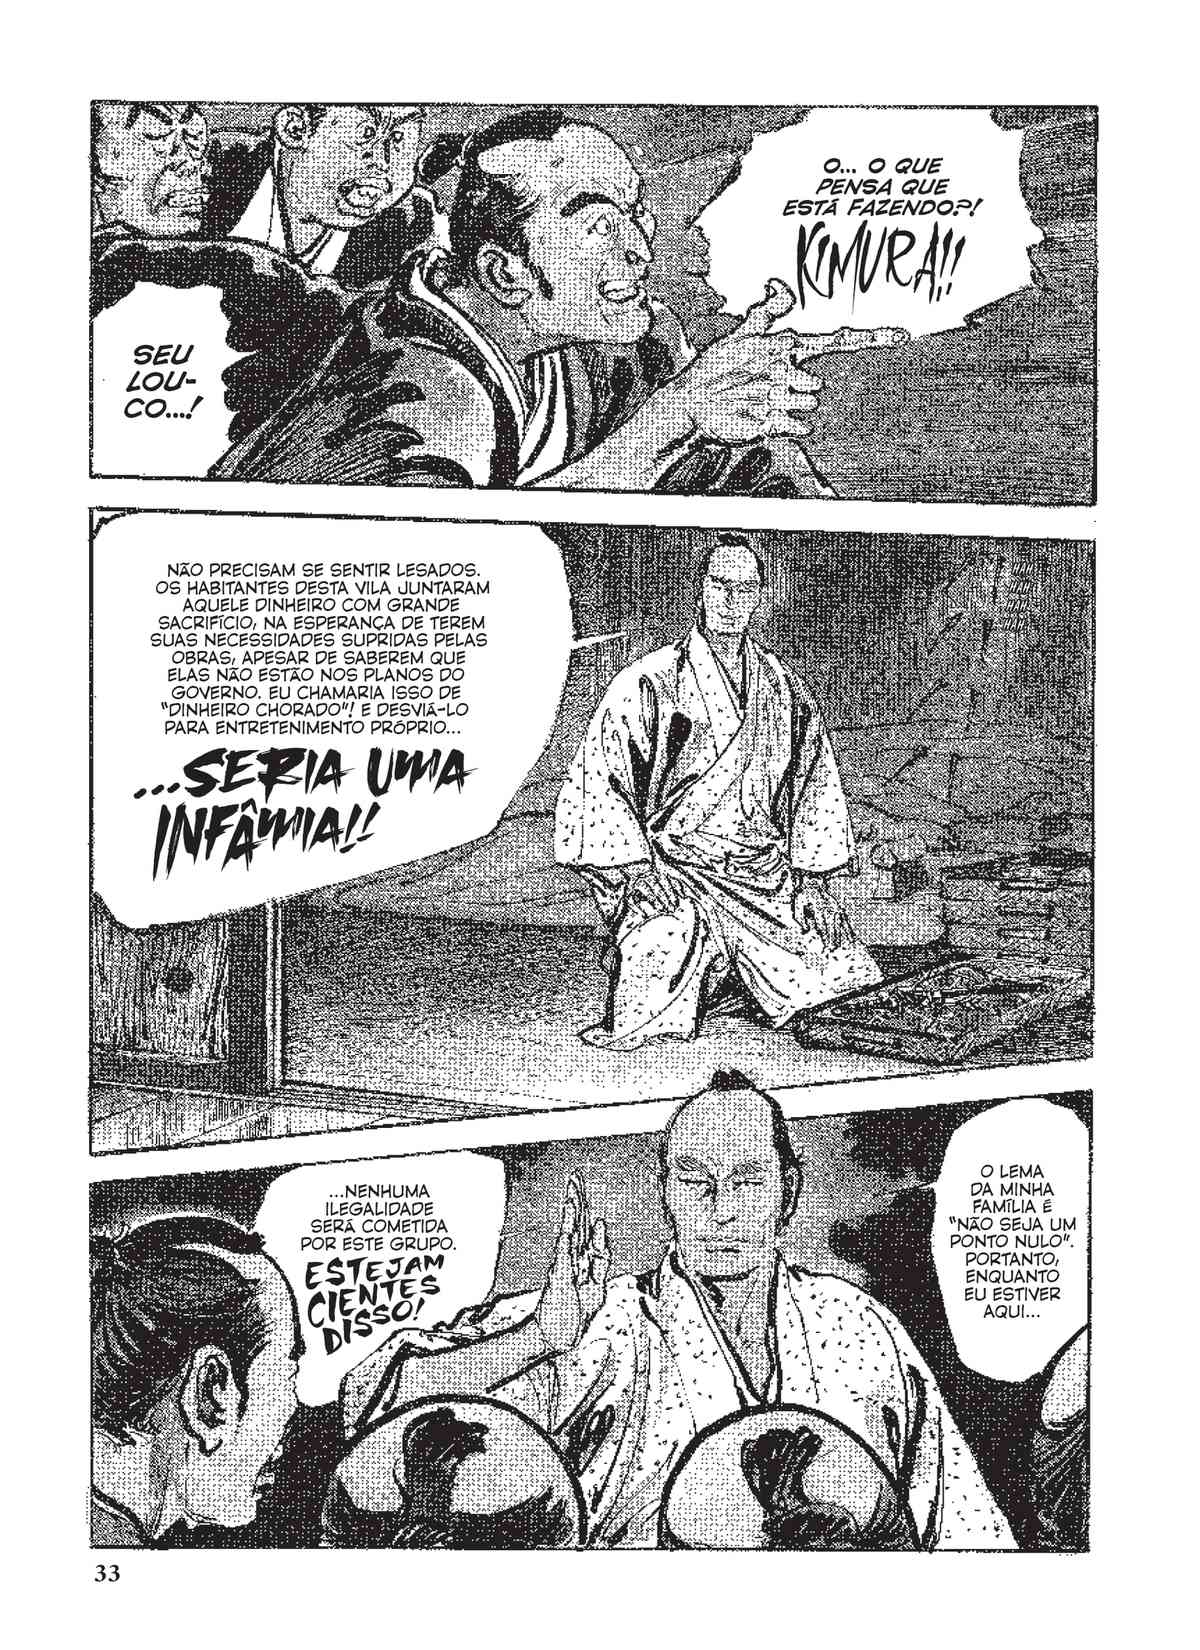 O... O QUE
PENSA QUE
ESTÁ FAZENDO?!
KIMURA!!
SEU
LOU-
CO...!
NÃO PRECISAM SE SENTIR LESADOS.
OS HABITANTES DESTA VILA JUNTARAM
AQUELE DINHEIRO COM GRANDE
SACRIFÍCIO, NA ESPERANÇA DE TEREM
SUAS NECESSIDADES SUPRIDAS PELAS
OBRAS, APESAR DE SABEREM QUE
ELAS NÃO ESTÃO NOS PLANOS DO
GOVERNO. EU CHAMARIA ISSO DE
"DINHEIRO CHORADO"! E DESVIÁ-LO
PARA ENTRETENIMENTO PRÓPRIO...
...SERIA UMA
INFÂMIA!!
O LEMA
DA MINHA
FAMÍLIA É
"NÃO SEJA UM
PONTO NULO".
PORTANTO,
ENQUANTO
EU ESTIVER
AQUI...
...NENHUMA
ILEGALIDADE
SERÁ COMETIDA
POR ESTE GRUPO.
ESTEJAM
CIENTES
DISSO!
33